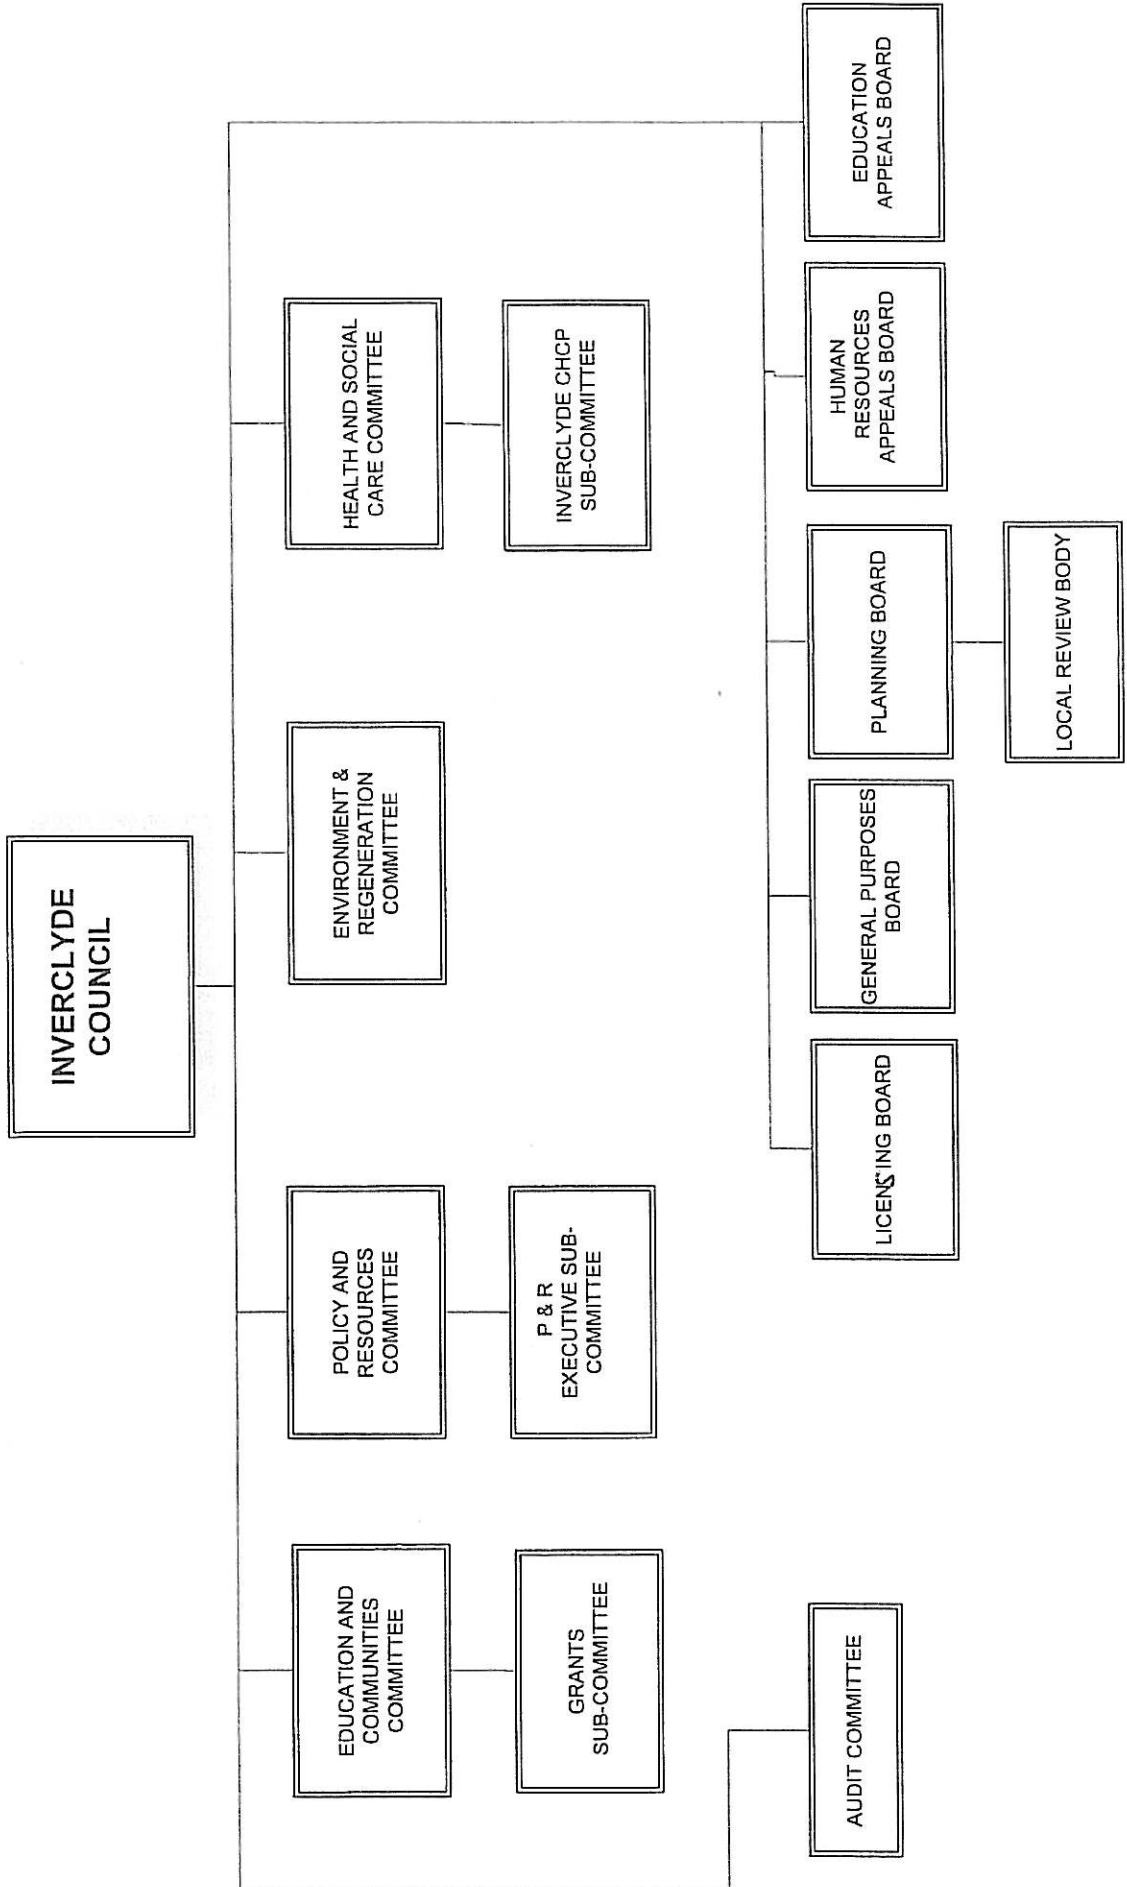 INVERCLYDE
COUNCIL
EDUCATION AND
COMMUNITIES
COMMITTEE
POLICY AND
RESOURCES
COMMITTEE
ENVIRONMENT &
REGENERATION
COMMITTEE
HEALTH AND SOCIAL
CARE COMMITTEE
GRANTS
SUB-COMMITTEE
P & R
EXECUTIVE SUB-
COMMITTEE
INVERCLYDE CHCP
SUB-COMMITTEE
AUDIT COMMITTEE
LICENSING BOARD
GENERAL PURPOSES
BOARD
PLANNING BOARD
HUMAN
RESOURCES
APPEALS BOARD
EDUCATION
APPEALS BOARD
LOCAL REVIEW BODY